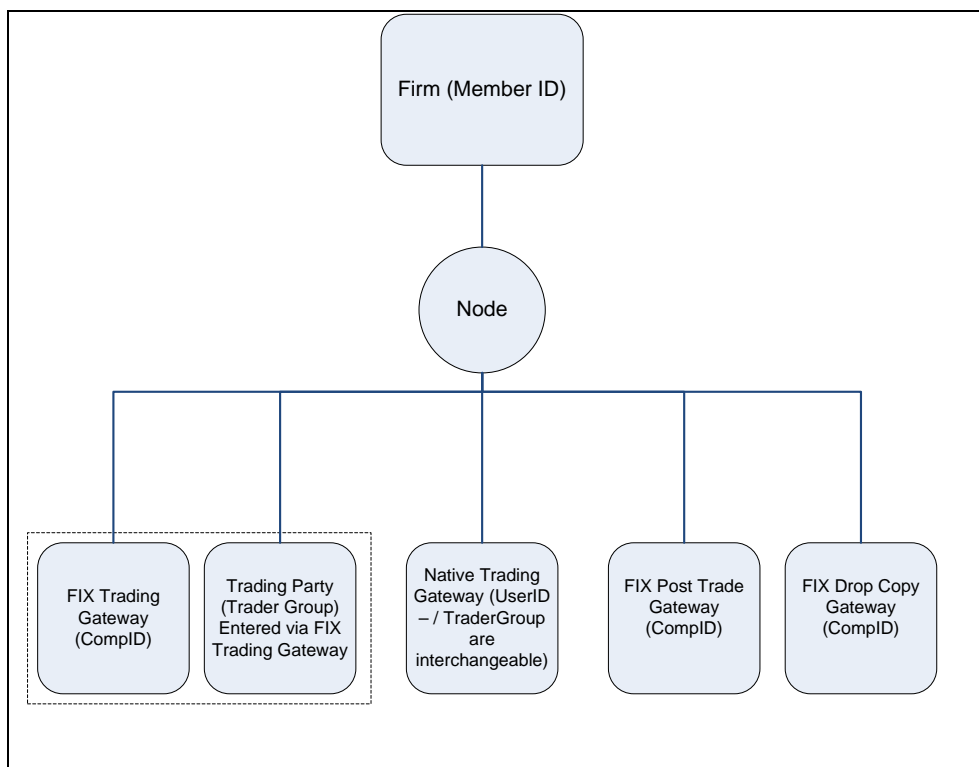 Firm (Member ID)
Node
FIX Trading
Gateway
(CompID)
Trading Party
(Trader Group)
Entered via FIX
Trading Gateway
Native Trading
Gateway (UserID
– / TraderGroup
are
interchangeable)
FIX Post Trade
Gateway
(CompID)
FIX Drop Copy
Gateway
(CompID)